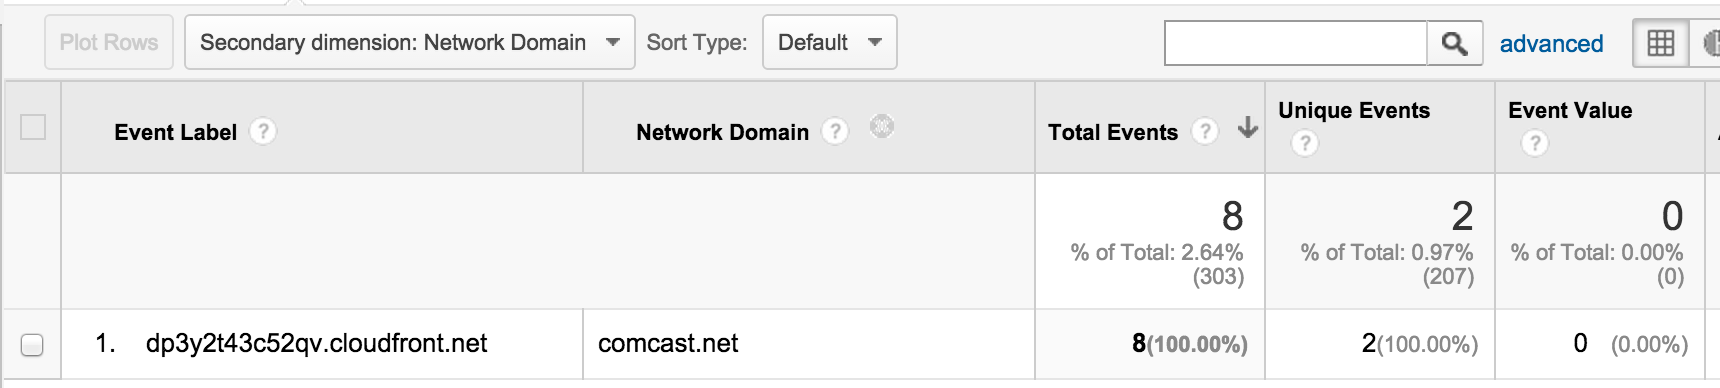 Plot Rows Secondary dimension: Network Domain Sort Type: Default advanced
Event Label ? Network Domain ? Total Events ? Unique Events ? Event Value ?
8 2 0
% of Total: 2.64% % of Total: 0.97% % of Total: 0.00%
(303) (207) (0)
1. dp3y2t43c52qv.cloudfront.net comcast.net 8(100.00%) 2(100.00%) 0 (0.00%)